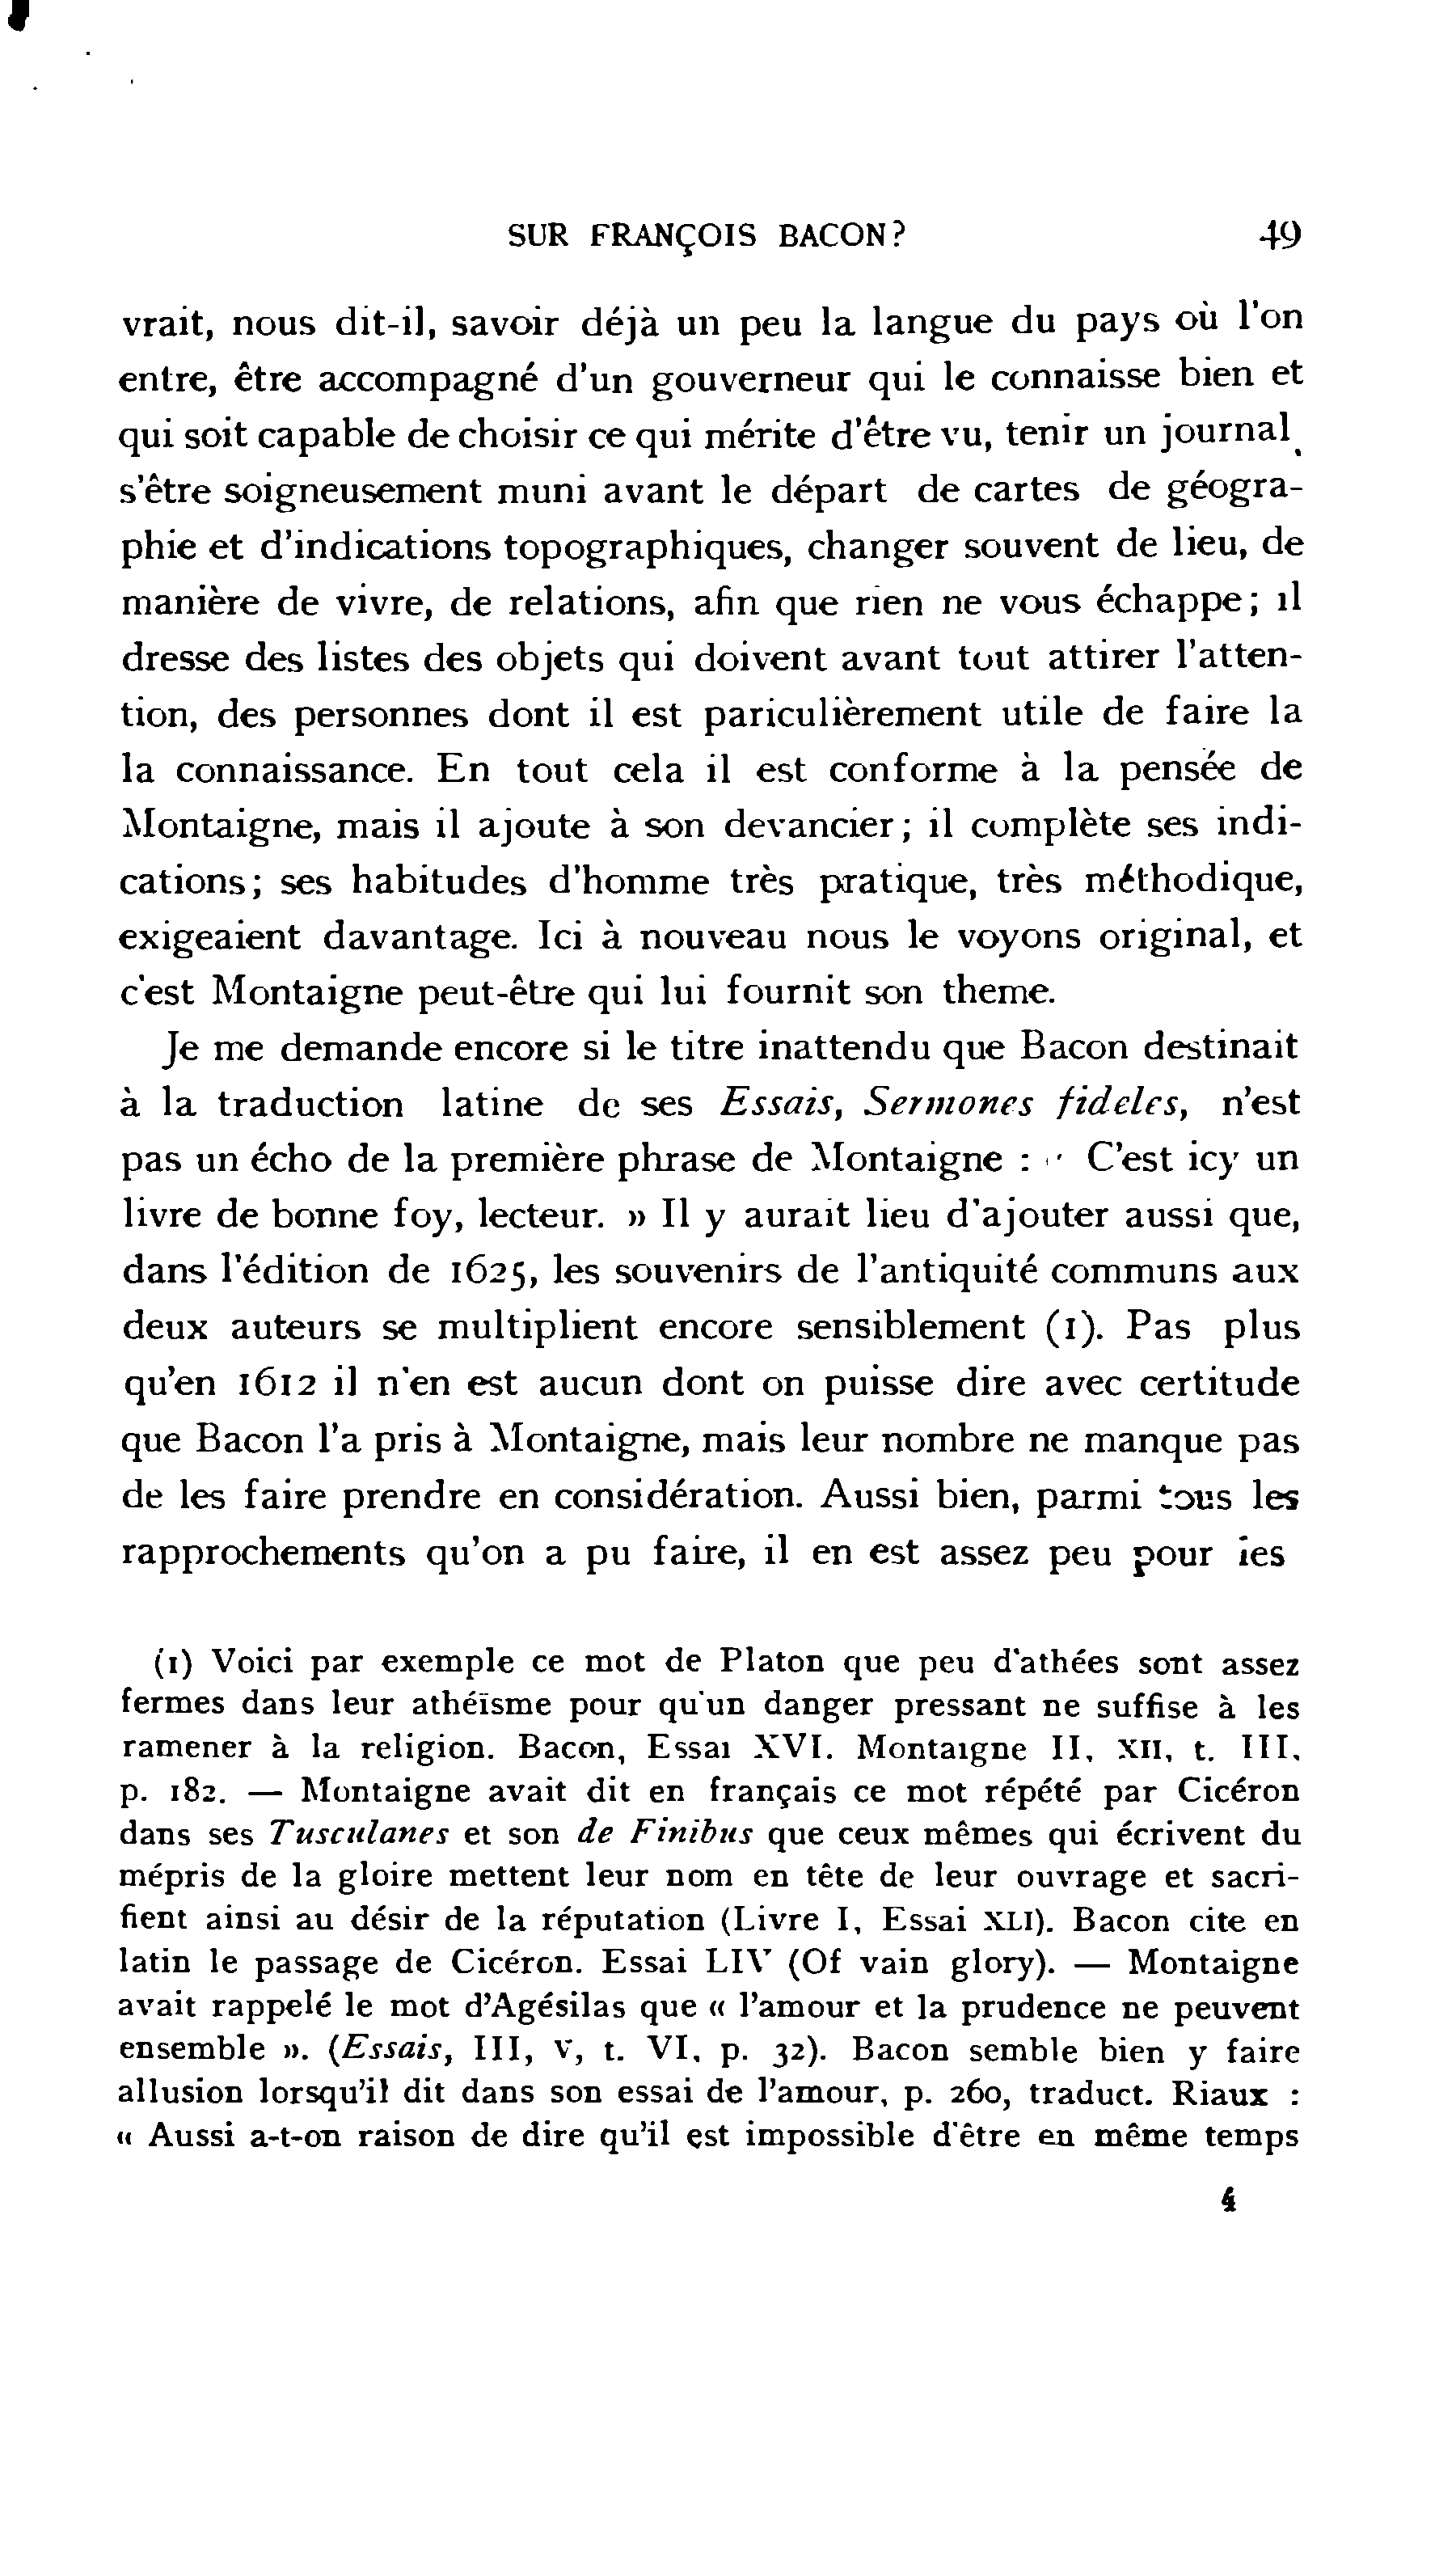 SUR FRANÇOIS BACON? 49
vrait, nous dit-il, savoir déjà un peu la langue du pays où l'on
entre, être accompagné d'un gouverneur qui le connaisse bien et
qui soit capable de choisir ce qui mérite d'être vu, tenir un journal,
s'être soigneusement muni avant le départ de cartes de géogra-
phie et d'indications topographiques, changer souvent de lieu, de
manière de vivre, de relations, afin que rien ne vous échappe; il
dresse des listes des objets qui doivent avant tout attirer l'atten-
tion, des personnes dont il est pariculièrement utile de faire la
la connaissance. En tout cela il est conforme à la pensée de
Montaigne, mais il ajoute à son devancier; il complète ses indi-
cations; ses habitudes d'homme très pratique, très méthodique,
exigeaient davantage. Ici à nouveau nous le voyons original, et
c'est Montaigne peut-être qui lui fournit son theme.
Je me demande encore si le titre inattendu que Bacon destinait
à la traduction latine de ses Essais, Sermones fideles, n'est
pas un écho de la première phrase de Montaigne : « C'est icy un
livre de bonne foy, lecteur. » Il y aurait lieu d'ajouter aussi que,
dans l'édition de 1625, les souvenirs de l'antiquité communs aux
deux auteurs se multiplient encore sensiblement (1). Pas plus
qu'en 1612 il n'en est aucun dont on puisse dire avec certitude
que Bacon l'a pris à Montaigne, mais leur nombre ne manque pas
de les faire prendre en considération. Aussi bien, parmi tous les
rapprochements qu'on a pu faire, il en est assez peu pour les
(1) Voici par exemple ce mot de Platon que peu d'athées sont assez
fermes dans leur athéïsme pour qu'un danger pressant ne suffise à les
ramener à la religion. Bacon, Essai XVI. Montaigne II, XII, t. III,
p. 182. — Montaigne avait dit en français ce mot répété par Cicéron
dans ses Tusculanes et son de Finibus que ceux mêmes qui écrivent du
mépris de la gloire mettent leur nom en tête de leur ouvrage et sacri-
fient ainsi au désir de la réputation (Livre I, Essai XLI). Bacon cite en
latin le passage de Cicéron. Essai LIV (Of vain glory). — Montaigne
avait rappelé le mot d'Agésilas que « l'amour et la prudence ne peuvent
ensemble ». (Essais, III, V, t. VI, p. 32). Bacon semble bien y faire
allusion lorsqu'il dit dans son essai de l'amour, p. 260, traduct. Riaux :
« Aussi a-t-on raison de dire qu'il est impossible d'être en même temps
4